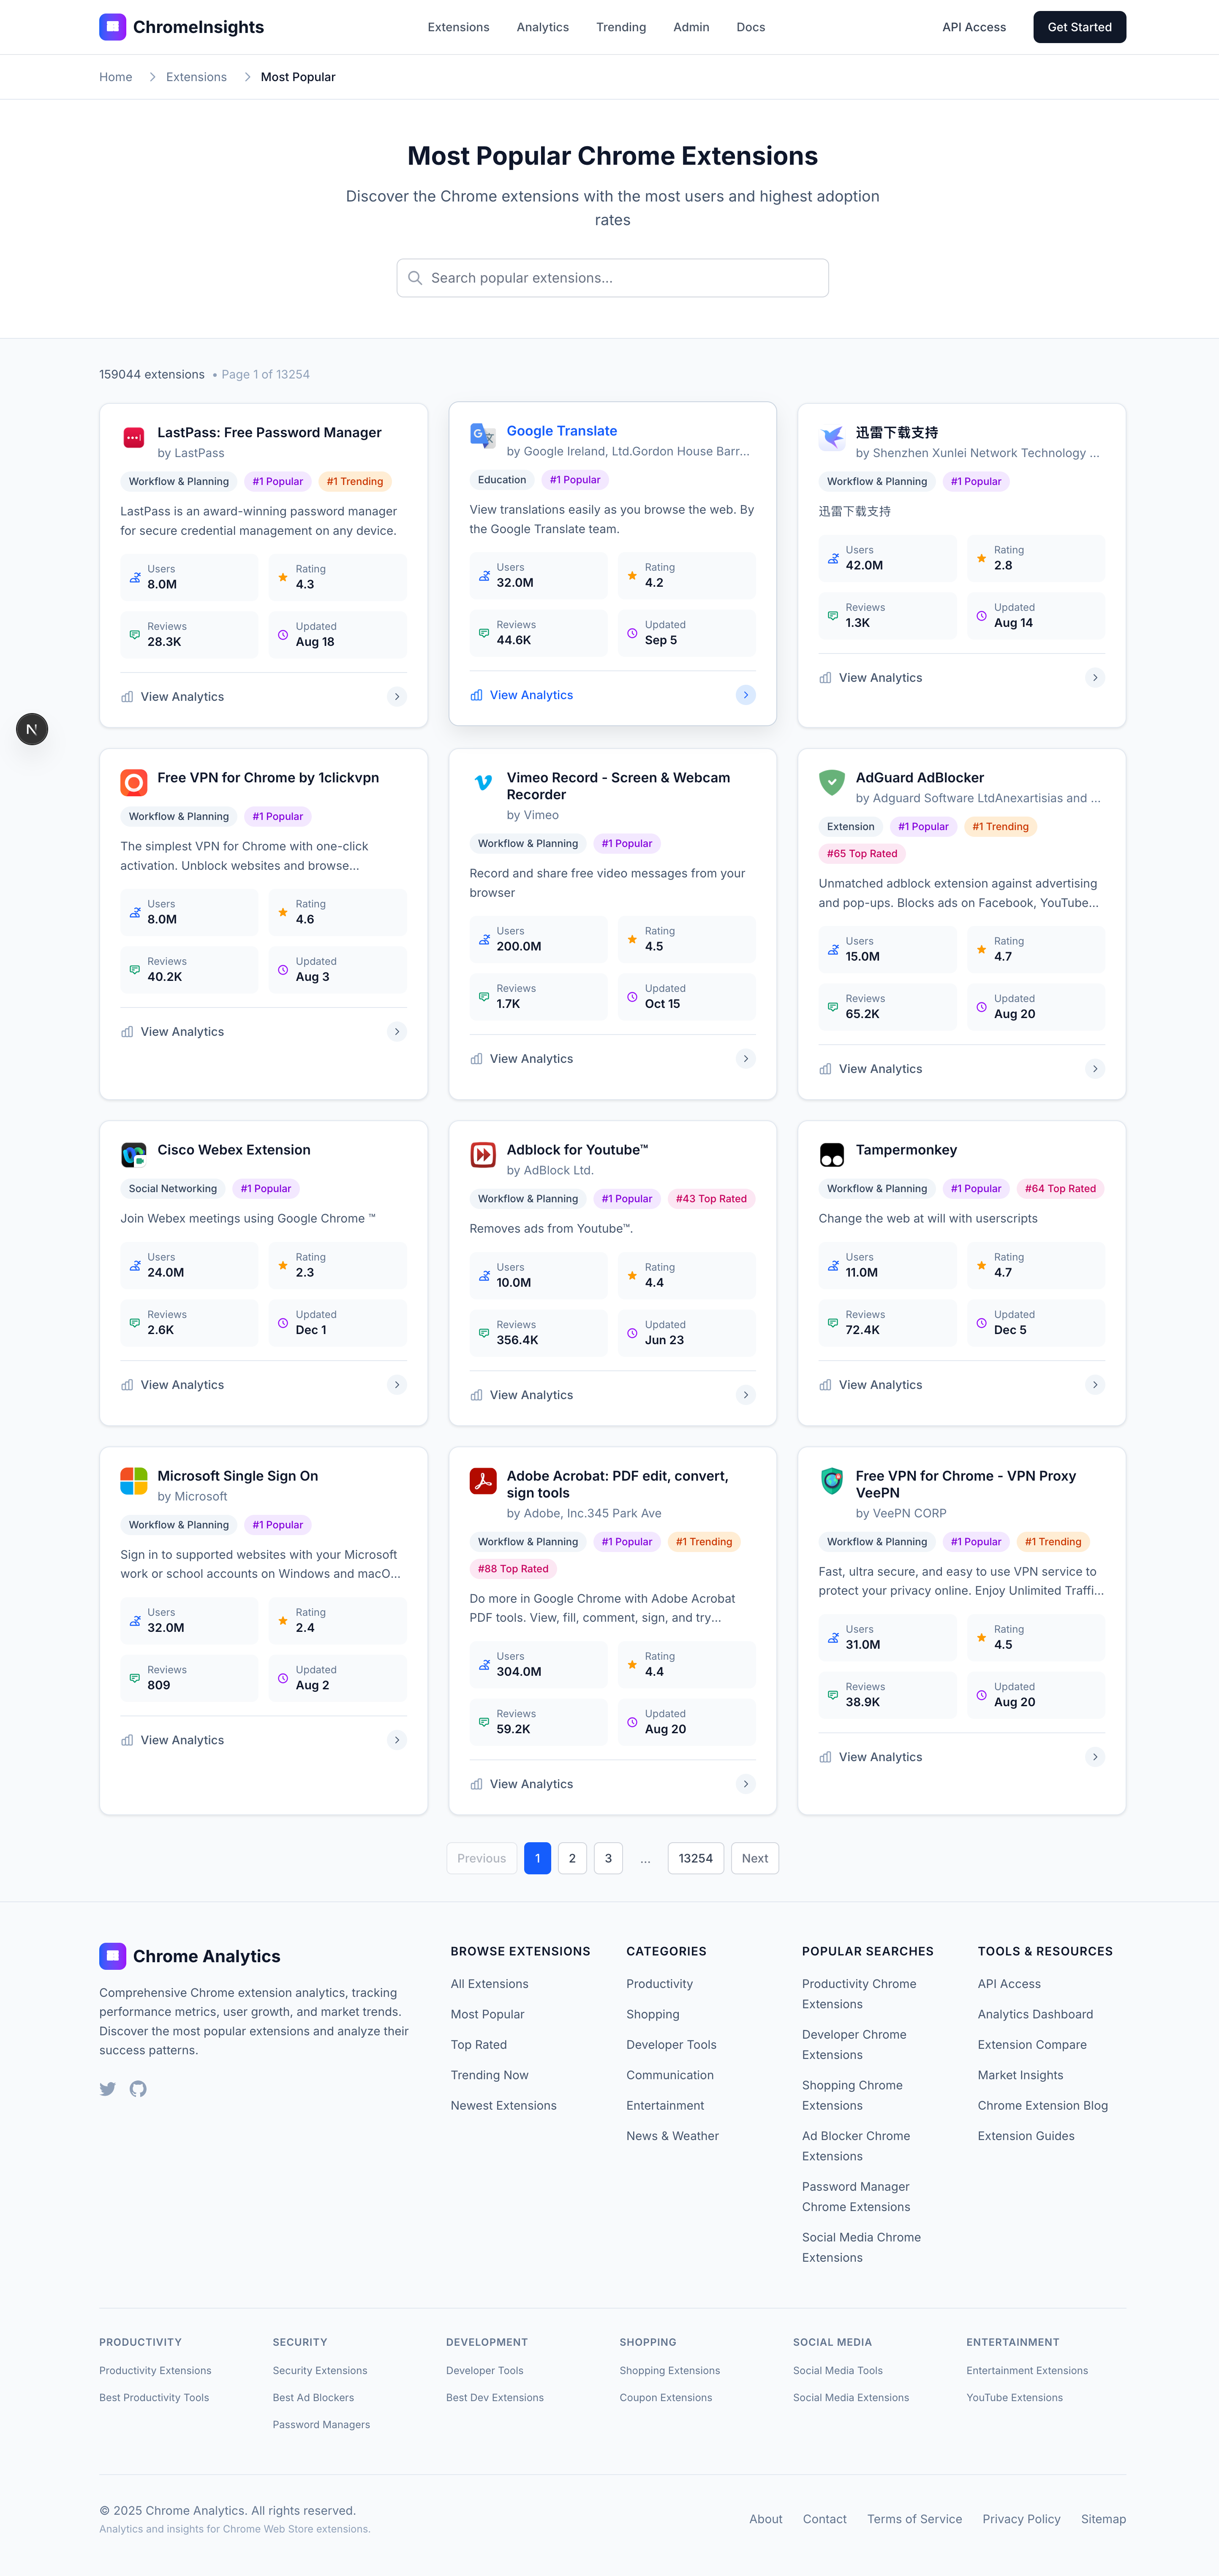 ChromeInsights
Extensions
Analytics
Trending
Admin
Docs
API Access
Get Started
Home
Extensions
Most Popular
Most Popular Chrome Extensions
Discover the Chrome extensions with the most users and highest adoption
rates
Search popular extensions...
159044 extensions • Page 1 of 13254
LastPass: Free Password Manager
by LastPass
Workflow & Planning
#1 Popular
#1 Trending
LastPass is an award-winning password manager
for secure credential management on any device.
Users
8.0M
Rating
4.3
Reviews
28.3K
Updated
Aug 18
View Analytics
Google Translate
by Google Ireland, Ltd.Gordon House Barr...
Education
#1 Popular
View translations easily as you browse the web. By
the Google Translate team.
Users
32.0M
Rating
4.2
Reviews
44.6K
Updated
Sep 5
View Analytics
迅雷下载支持
by Shenzhen Xunlei Network Technology ...
Workflow & Planning
#1 Popular
迅雷下载支持
Users
42.0M
Rating
2.8
Reviews
1.3K
Updated
Aug 14
View Analytics
N
Free VPN for Chrome by 1clickvpn
Workflow & Planning
#1 Popular
The simplest VPN for Chrome with one-click
activation. Unblock websites and browse...
Users
8.0M
Rating
4.6
Reviews
40.2K
Updated
Aug 3
View Analytics
Vimeo Record - Screen & Webcam
Recorder
by Vimeo
Workflow & Planning
#1 Popular
Record and share free video messages from your
browser
Users
200.0M
Rating
4.5
Reviews
1.7K
Updated
Oct 15
View Analytics
AdGuard AdBlocker
by Adguard Software LtdAnexartisias and ...
Extension
#1 Popular
#1 Trending
#65 Top Rated
Unmatched adblock extension against advertising
and pop-ups. Blocks ads on Facebook, YouTube...
Users
15.0M
Rating
4.7
Reviews
65.2K
Updated
Aug 20
View Analytics
Cisco Webex Extension
Social Networking
#1 Popular
Join Webex meetings using Google Chrome ™
Users
24.0M
Rating
2.3
Reviews
2.6K
Updated
Dec 1
View Analytics
Adblock for Youtube™
by AdBlock Ltd.
Workflow & Planning
#1 Popular
#43 Top Rated
Removes ads from Youtube™.
Users
10.0M
Rating
4.4
Reviews
356.4K
Updated
Jun 23
View Analytics
Tampermonkey
Workflow & Planning
#1 Popular
#64 Top Rated
Change the web at will with userscripts
Users
11.0M
Rating
4.7
Reviews
72.4K
Updated
Dec 5
View Analytics
Microsoft Single Sign On
by Microsoft
Workflow & Planning
#1 Popular
Sign in to supported websites with your Microsoft
work or school accounts on Windows and macO...
Users
32.0M
Rating
2.4
Reviews
809
Updated
Aug 2
View Analytics
Adobe Acrobat: PDF edit, convert,
sign tools
by Adobe, Inc.345 Park Ave
Workflow & Planning
#1 Popular
#1 Trending
#88 Top Rated
Do more in Google Chrome with Adobe Acrobat
PDF tools. View, fill, comment, sign, and try...
Users
304.0M
Rating
4.4
Reviews
59.2K
Updated
Aug 20
View Analytics
Free VPN for Chrome - VPN Proxy
VeePN
by VeePN CORP
Workflow & Planning
#1 Popular
#1 Trending
Fast, ultra secure, and easy to use VPN service to
protect your privacy online. Enjoy Unlimited Traffi...
Users
31.0M
Rating
4.5
Reviews
38.9K
Updated
Aug 20
View Analytics
Previous
1
2
3
...
13254
Next
Chrome Analytics
Comprehensive Chrome extension analytics, tracking
performance metrics, user growth, and market trends.
Discover the most popular extensions and analyze their
success patterns.
BROWSE EXTENSIONS
All Extensions
Most Popular
Top Rated
Trending Now
Newest Extensions
CATEGORIES
Productivity
Shopping
Developer Tools
Communication
Entertainment
News & Weather
POPULAR SEARCHES
Productivity Chrome
Extensions
Developer Chrome
Extensions
Shopping Chrome
Extensions
Ad Blocker Chrome
Extensions
Password Manager
Chrome Extensions
Social Media Chrome
Extensions
TOOLS & RESOURCES
API Access
Analytics Dashboard
Extension Compare
Market Insights
Chrome Extension Blog
Extension Guides
PRODUCTIVITY
Productivity Extensions
Best Productivity Tools
SECURITY
Security Extensions
Best Ad Blockers
Password Managers
DEVELOPMENT
Developer Tools
Best Dev Extensions
SHOPPING
Shopping Extensions
Coupon Extensions
SOCIAL MEDIA
Social Media Tools
Social Media Extensions
ENTERTAINMENT
Entertainment Extensions
YouTube Extensions
© 2025 Chrome Analytics. All rights reserved.
Analytics and insights for Chrome Web Store extensions.
About
Contact
Terms of Service
Privacy Policy
Sitemap